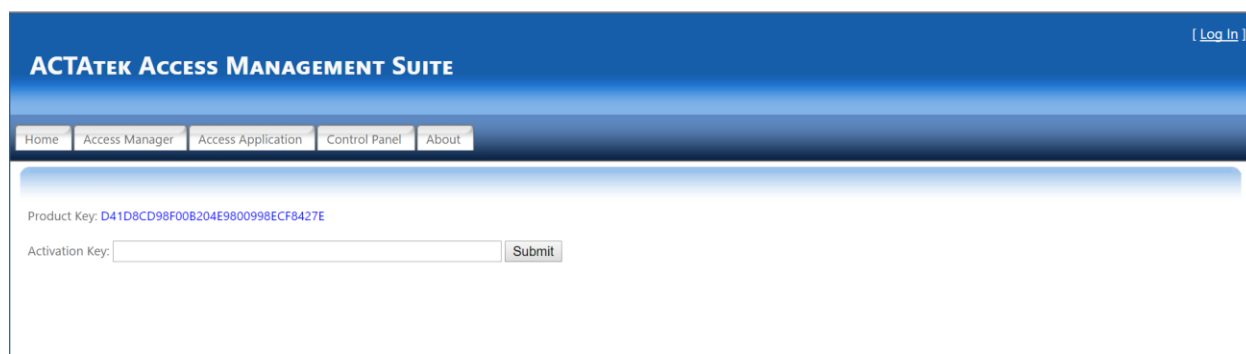 [ Log In ]
ACTATEK ACCESS MANAGEMENT SUITE
Home Access Manager Access Application Control Panel About
Product Key: D41D8CD98F00B204E9800998ECF8427E
Activation Key: Submit